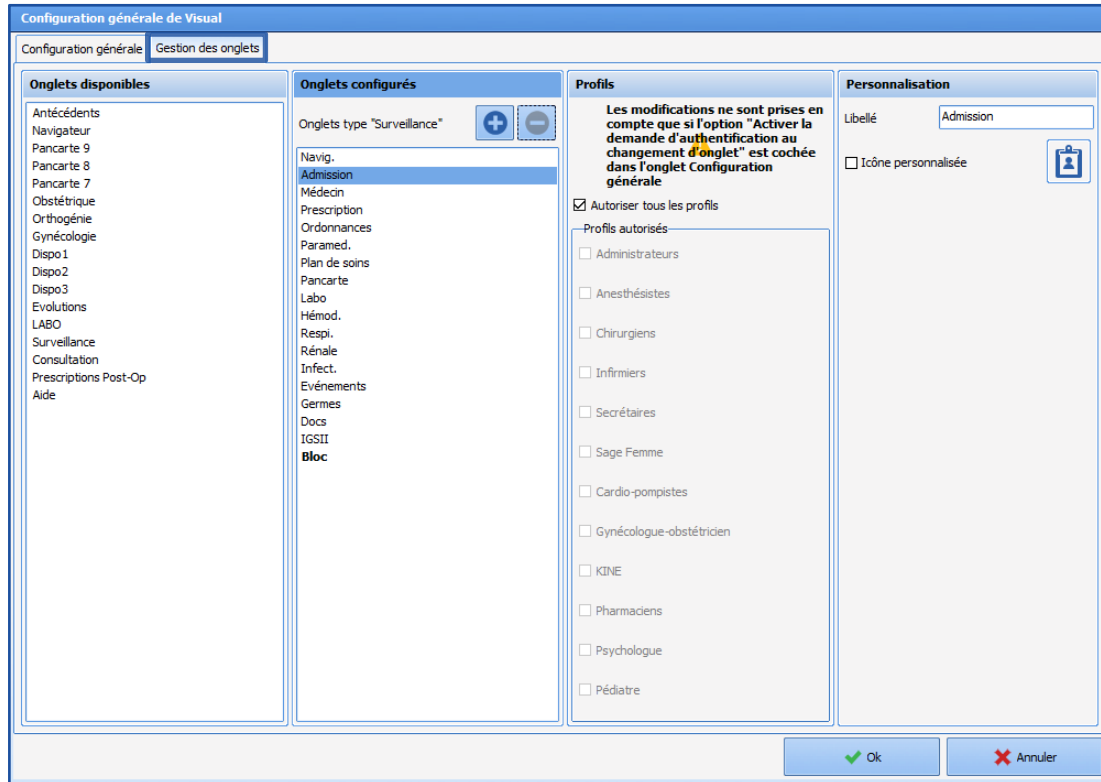 Configuration générale de Visual
Configuration générale
Gestion des onglets
Onglets disponibles
Antécédents
Navigateur
Pancarte 9
Pancarte 8
Pancarte 7
Obstétrique
Orthogénie
Gynécologie
Dispo1
Dispo2
Dispo3
Evolutions
LABO
Surveillance
Consultation
Prescriptions Post-Op
Aide
Onglets configurés
Onglets type "Surveillance"
Navig.
Admission
Médecin
Prescription
Ordonnances
Paramed.
Plan de soins
Pancarte
Labo
Hémod.
Respi.
Rénale
Infect.
Evénements
Germes
Docs
IGSII
Bloc
Profils
Les modifications ne sont prises en
compte que si l'option "Activer la
demande d'authentification au
changement d'onglet" est cochée
dans l'onglet Configuration
générale
Autoriser tous les profils
Profils autorisés
Administrateurs
Anesthésistes
Chirurgiens
Infirmiers
Secrétaires
Sage Femme
Cardio-pompistes
Gynécologue-obstétricien
KINE
Pharmaciens
Psychologue
Pédiatre
Personnalisation
Libellé
Admission
Icône personnalisée
Ok
Annuler